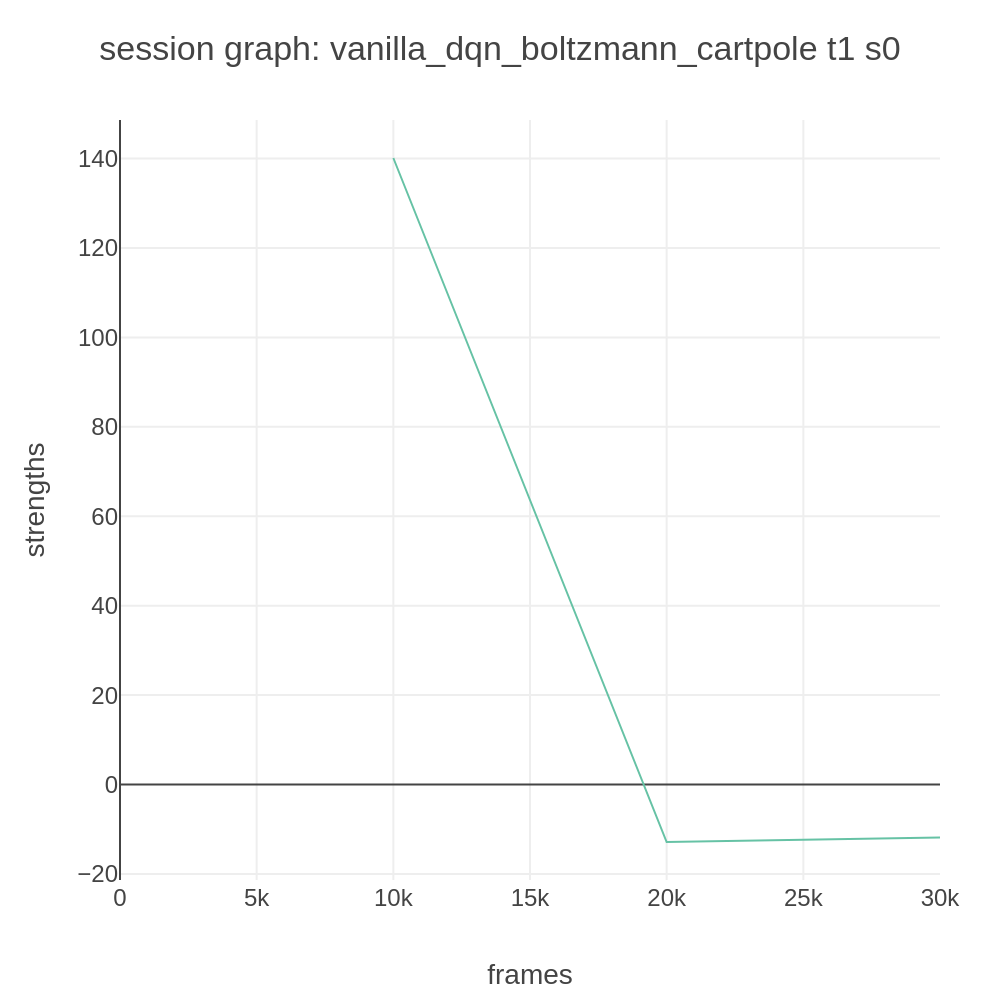 session graph: vanilla_dqn_boltzmann_cartpole t1 s0
140
120
100
80
60
40
20
0
−20
strengths
0 5k 10k 15k 20k 25k 30k
frames